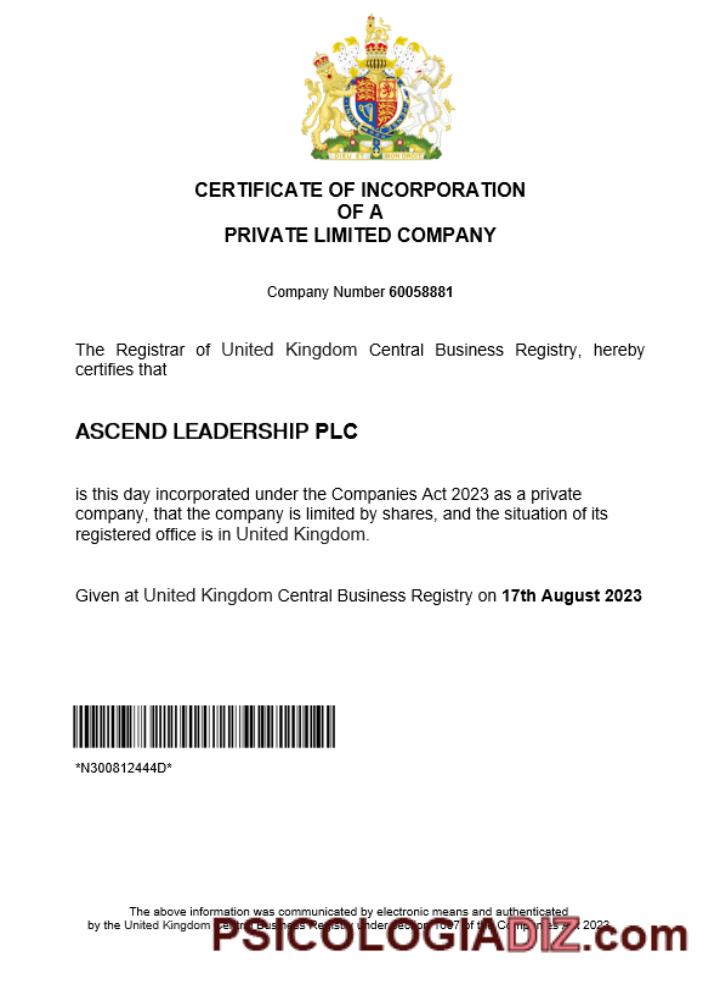 DIEU ET MON DROIT
CERTIFICATE OF INCORPORATION
OF A
PRIVATE LIMITED COMPANY
Company Number 60058881
The Registrar of United Kingdom Central Business Registry, hereby
certifies that
ASCEND LEADERSHIP PLC
is this day incorporated under the Companies Act 2023 as a private
company, that the company is limited by shares, and the situation of its
registered office is in United Kingdom.
Given at United Kingdom Central Business Registry on 17th August 2023
*N300812444D*
The above information was communicated by electronic means and authenticated
by the United Kingdom Central Business Registry under section of the Companies Act 2023
PSICOLOGIADIZ.com